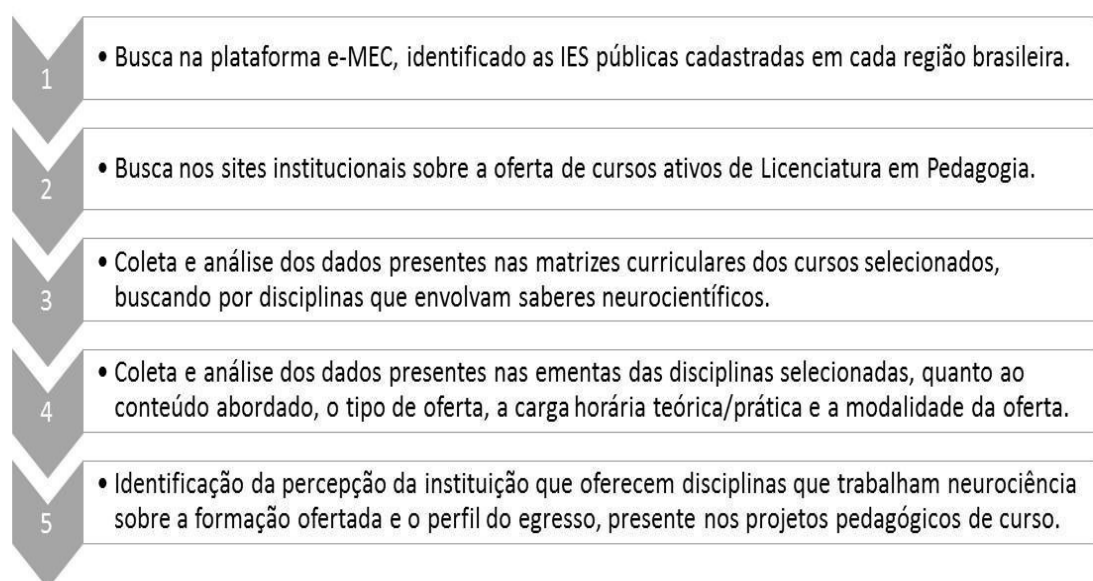 1
• Busca na plataforma e-MEC, identificado as IES públicas cadastradas em cada região brasileira.
2
• Busca nos sites institucionais sobre a oferta de cursos ativos de Licenciatura em Pedagogia.
3
• Coleta e análise dos dados presentes nas matrizes curriculares dos cursos selecionados,
buscando por disciplinas que envolvam saberes neurocientíficos.
4
• Coleta e análise dos dados presentes nas ementas das disciplinas selecionadas, quanto ao
conteúdo abordado, o tipo de oferta, a carga horária teórica/prática e a modalidade da oferta.
5
• Identificação da percepção da instituição que oferecem disciplinas que trabalham neurociência
sobre a formação ofertada e o perfil do egresso, presente nos projetos pedagógicos de curso.